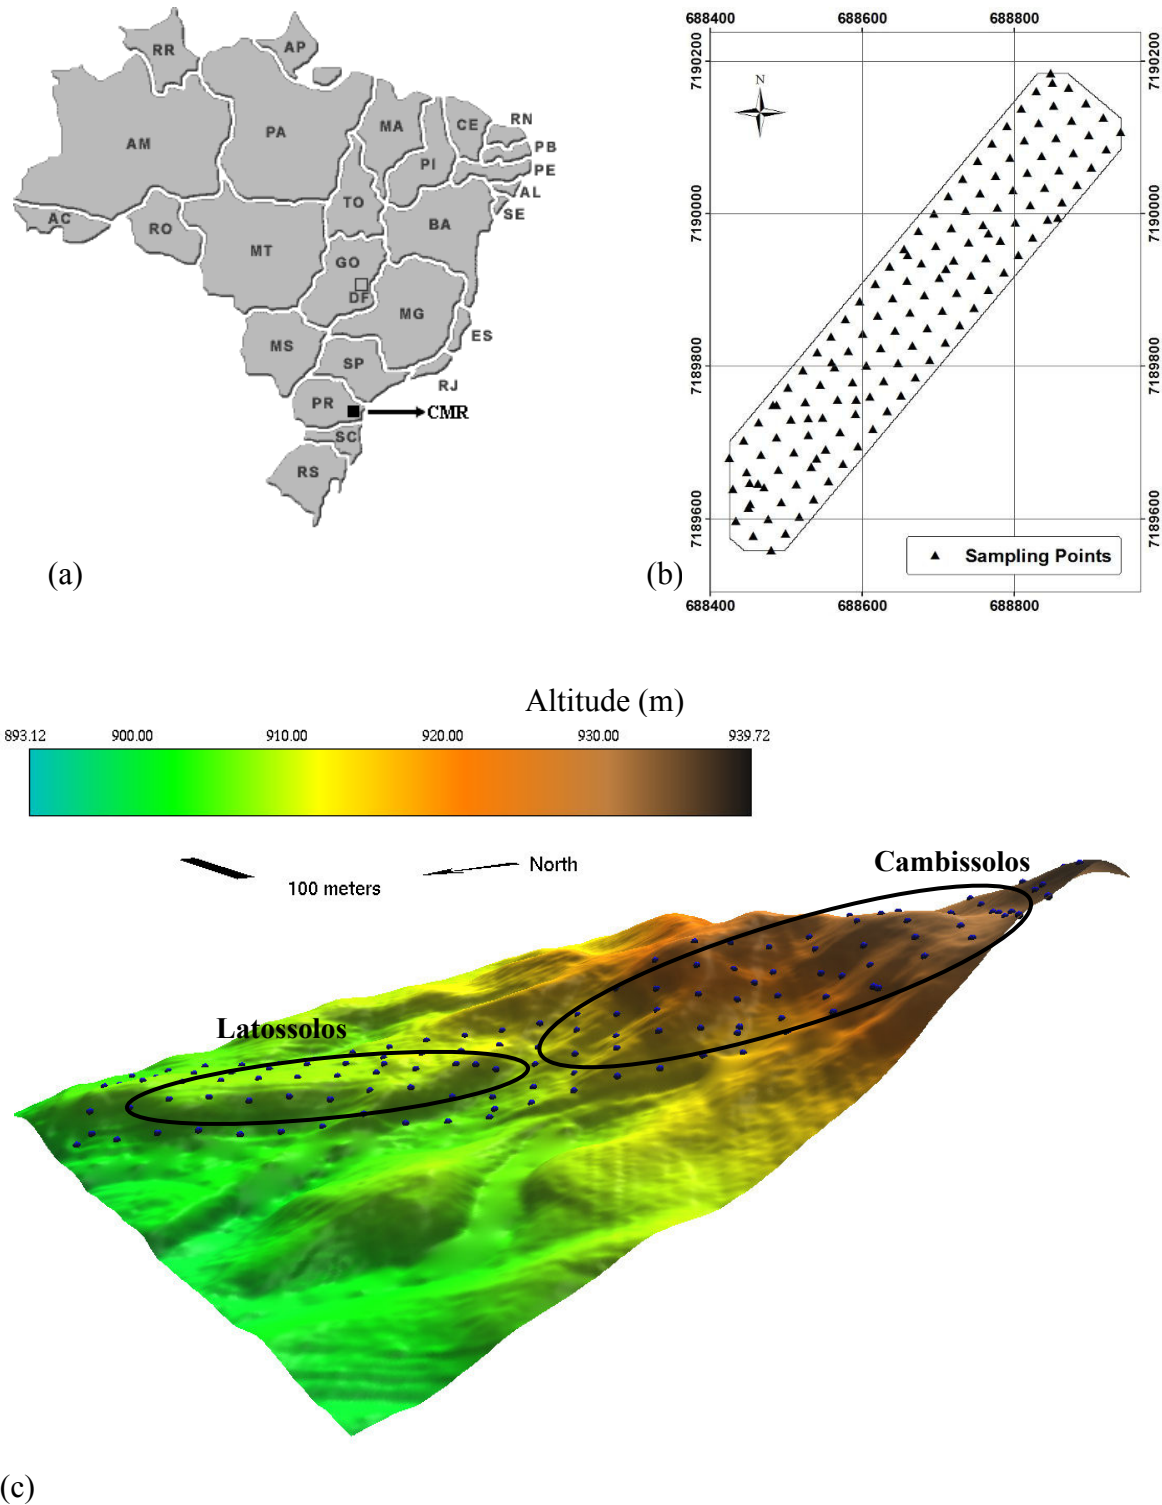 RR
AP
AM
PA
MA
CE
RN
PB
PI
PE
AL
SE
AC
RO
TO
BA
MT
GO
DF
MG
ES
MS
SP
RJ
PR
CMR
SC
RS
(a)
688400 688600 688800
7190200 7190200
N
7190000 7190000
7189800 7189800
7189600 7189600
Sampling Points
688400 688600 688800
(b)
Altitude (m)
893.12 900.00 910.00 920.00 930.00 939.72
100 meters
North
Cambissolos
Latossolos
(c)